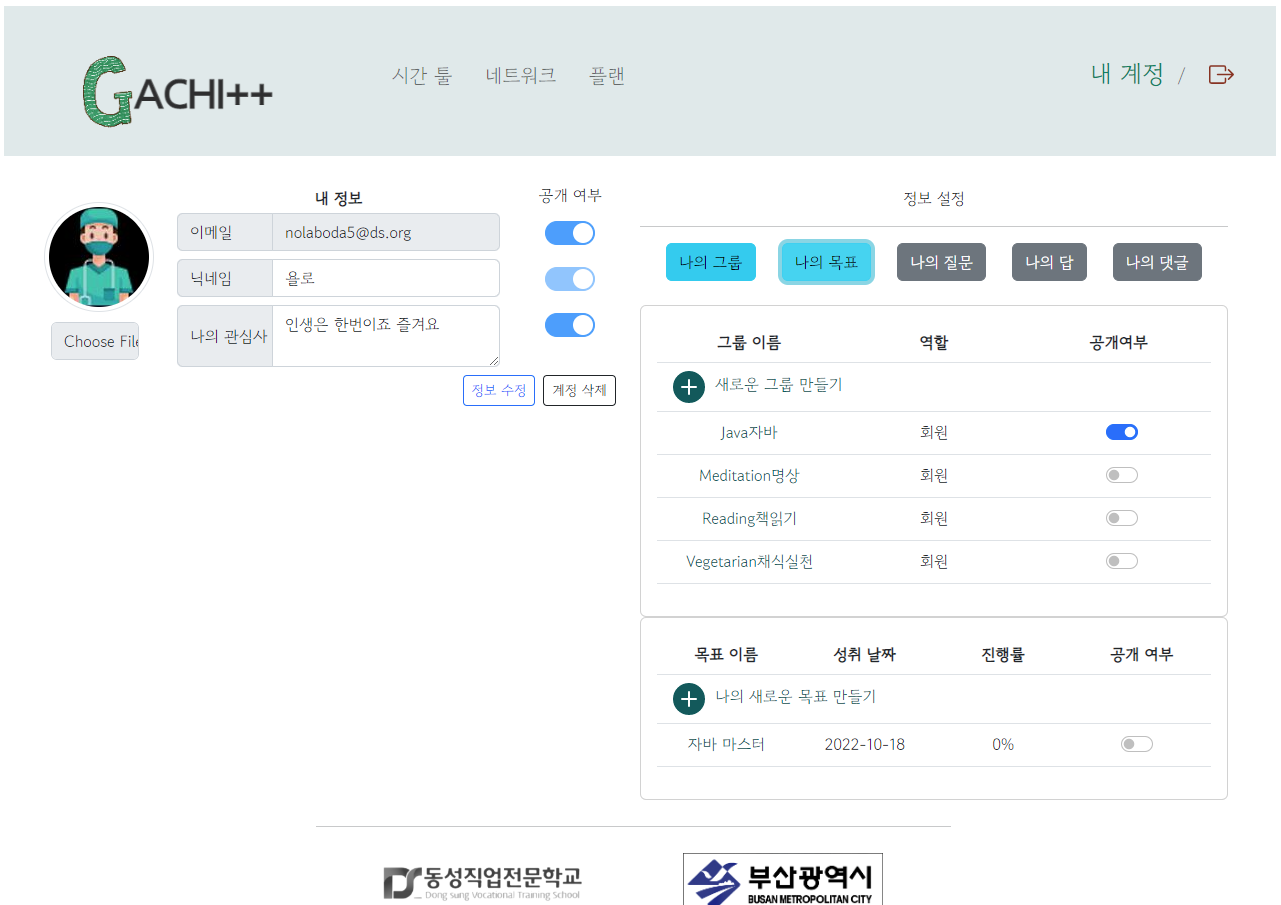 GACHI++
시간 툴 네트워크 플랜
내 계정 /
내 정보
공개 여부
이메일 nolaboda5@ds.org
닉네임 욜로
나의 관심사 인생은 한번이죠 즐겨요
Choose File
정보 수정 계정 삭제
정보 설정
나의 그룹 나의 목표 나의 질문 나의 답 나의 댓글
그룹 이름 역할 공개여부
새로운 그룹 만들기
Java자바 회원
Meditation명상 회원
Reading책읽기 회원
Vegetarian채식실천 회원
목표 이름 성취 날짜 진행률 공개 여부
나의 새로운 목표 만들기
자바 마스터 2022-10-18 0%
동성직업전문학교
Dong Sung Vocational Training School
부산광역시
BUSAN METROPOLITAN CITY